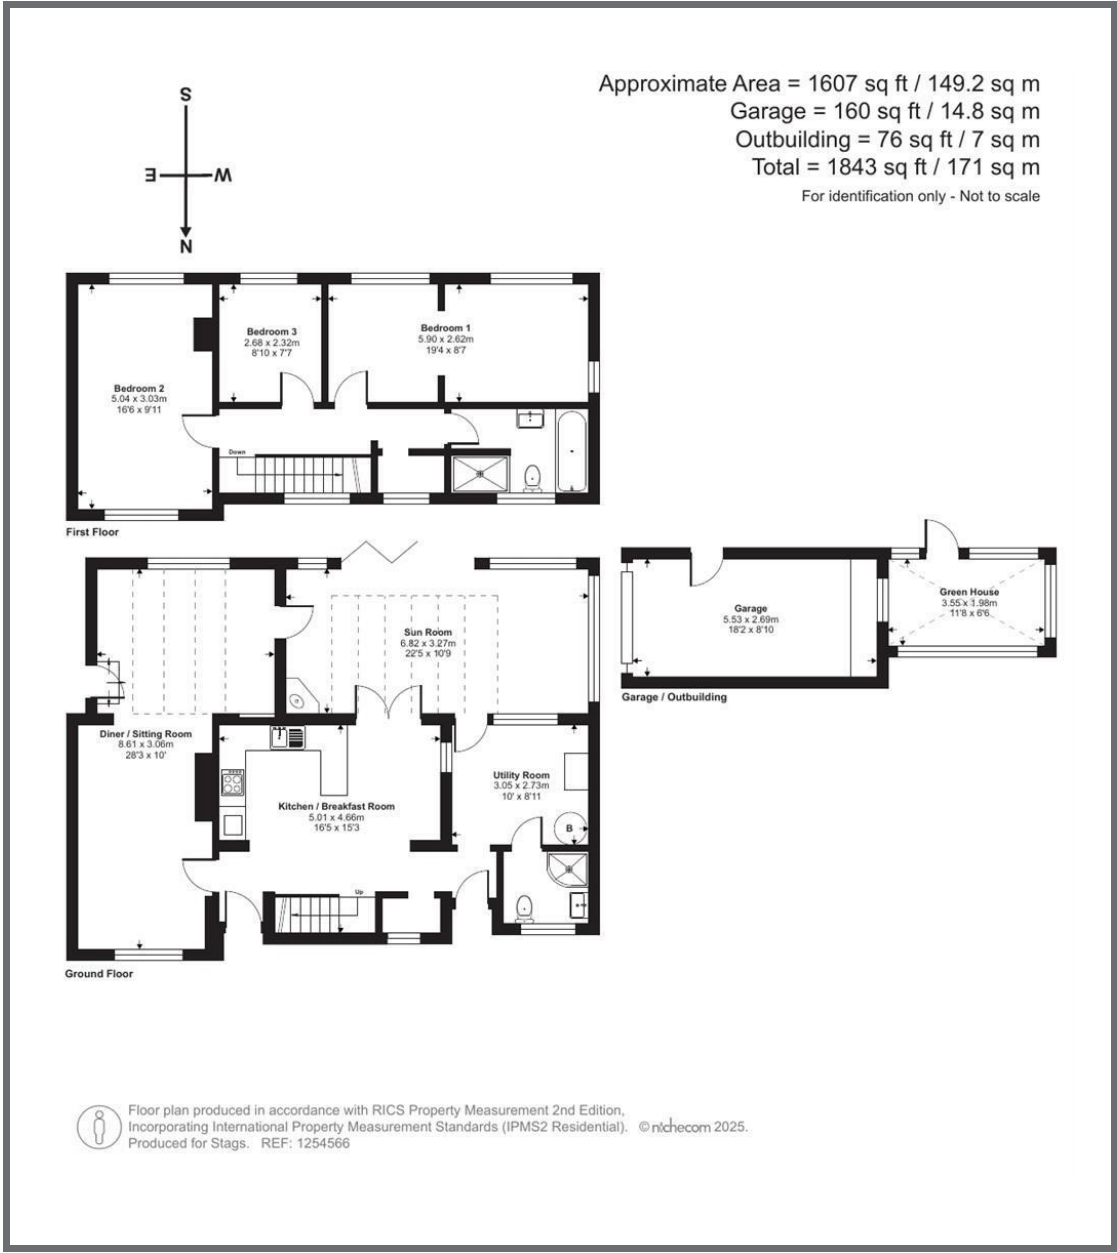 Approximate Area = 1607 sq ft / 149.2 sq m
Garage = 160 sq ft / 14.8 sq m
Outbuilding = 76 sq ft / 7 sq m
Total = 1843 sq ft / 171 sq m
For identification only - Not to scale
S
E
W
N
Bedroom 2
5.04 x 3.03m
16'6 x 9'11
Bedroom 3
2.68 x 2.32m
8'10 x 7'7
Bedroom 1
5.90 x 2.62m
19'4 x 8'7
Down
First Floor
Diner / Sitting Room
8.61 x 3.06m
28'3 x 10'
Sun Room
6.82 x 3.27m
22'5 x 10'9
Kitchen / Breakfast Room
5.01 x 4.66m
16'5 x 15'3
Utility Room
3.05 x 2.73m
10' x 8'11
B
Up
Ground Floor
Garage
5.53 x 2.69m
18'2 x 8'10
Green House
3.55 x 1.98m
11'8 x 6'6
Garage / Outbuilding
Floor plan produced in accordance with RICS Property Measurement 2nd Edition,
Incorporating International Property Measurement Standards (IPMS2 Residential). © nichecom 2025.
Produced for Stags. REF: 1254566